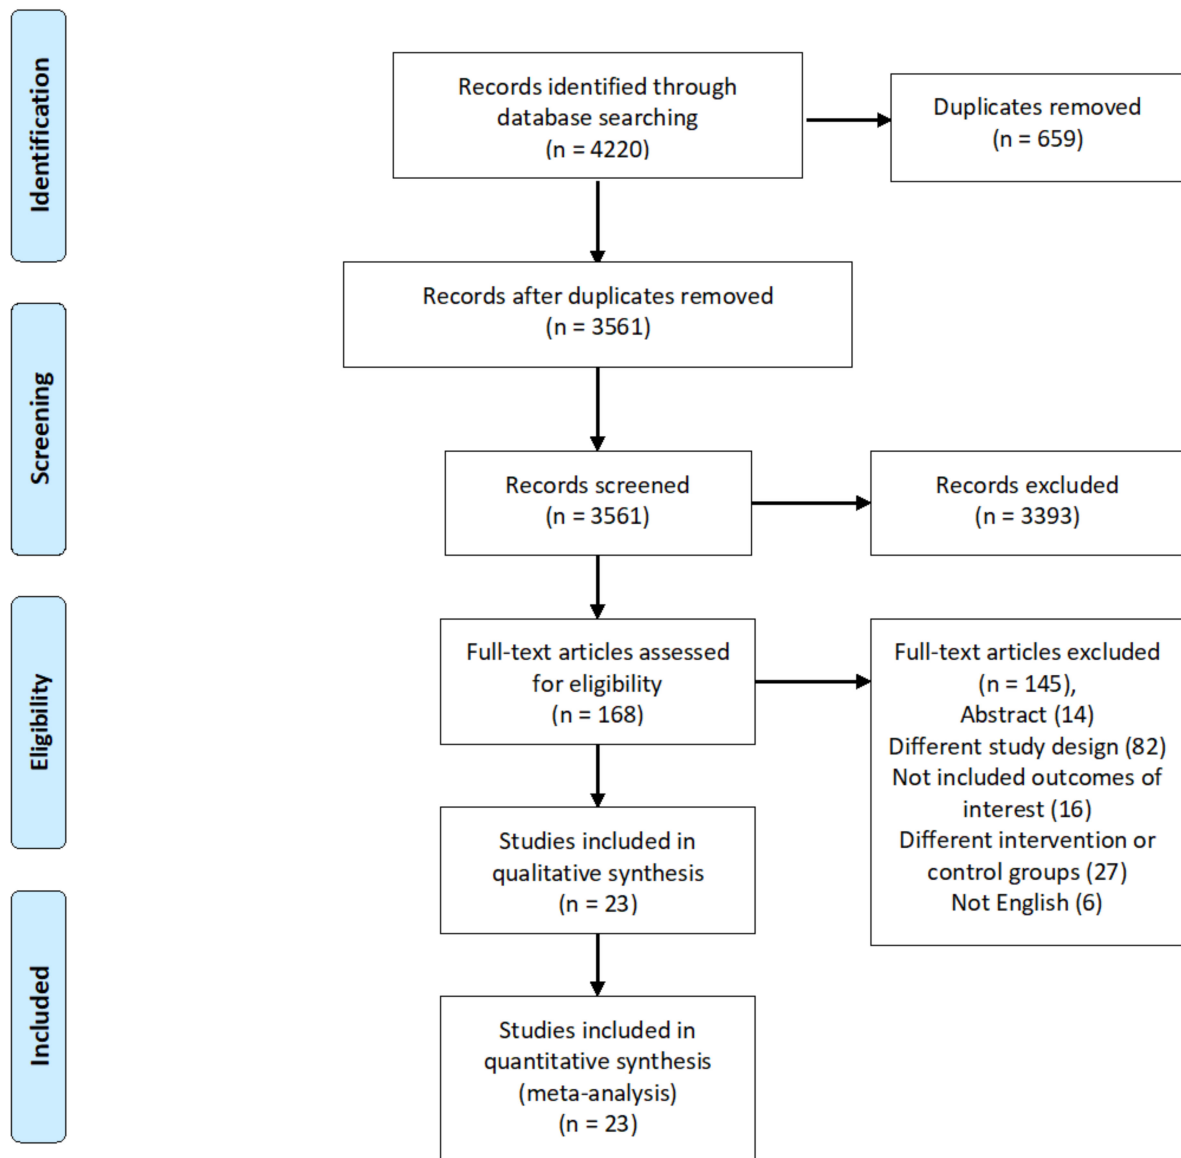 Identification
Records identified through
database searching
(n = 4220)
Duplicates removed
(n = 659)
Records after duplicates removed
(n = 3561)
Screening
Records screened
(n = 3561)
Records excluded
(n = 3393)
Eligibility
Full-text articles assessed
for eligibility
(n = 168)
Full-text articles excluded
(n = 145),
Abstract (14)
Different study design (82)
Not included outcomes of
interest (16)
Different intervention or
control groups (27)
Not English (6)
Studies included in
qualitative synthesis
(n = 23)
Included
Studies included in
quantitative synthesis
(meta-analysis)
(n = 23)